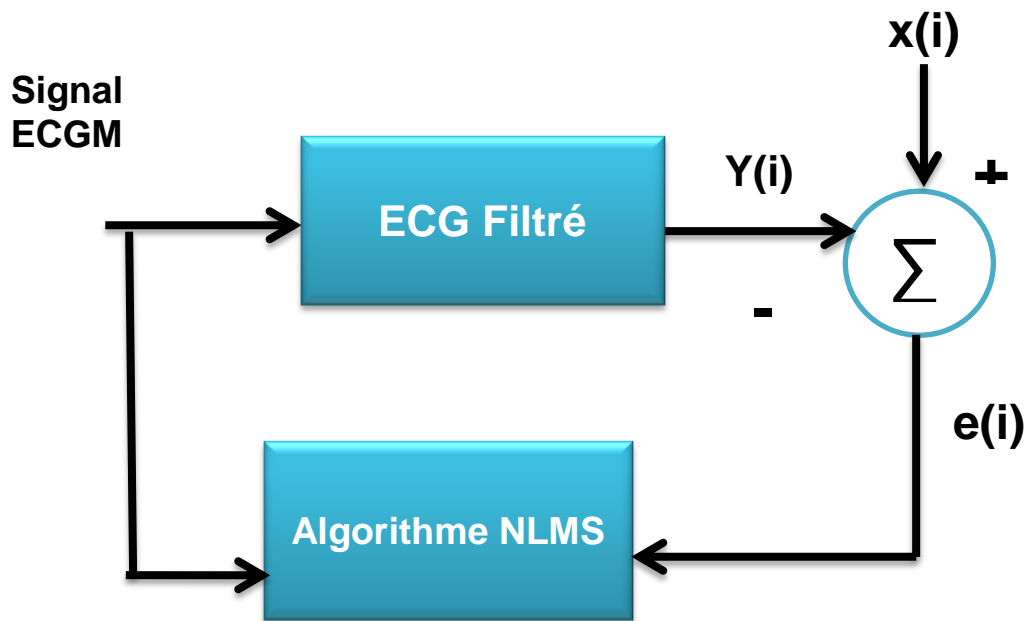 x(i)
Signal
ECGM
Y(i)
+
ECG Filtré
∑
-
e(i)
Algorithme NLMS